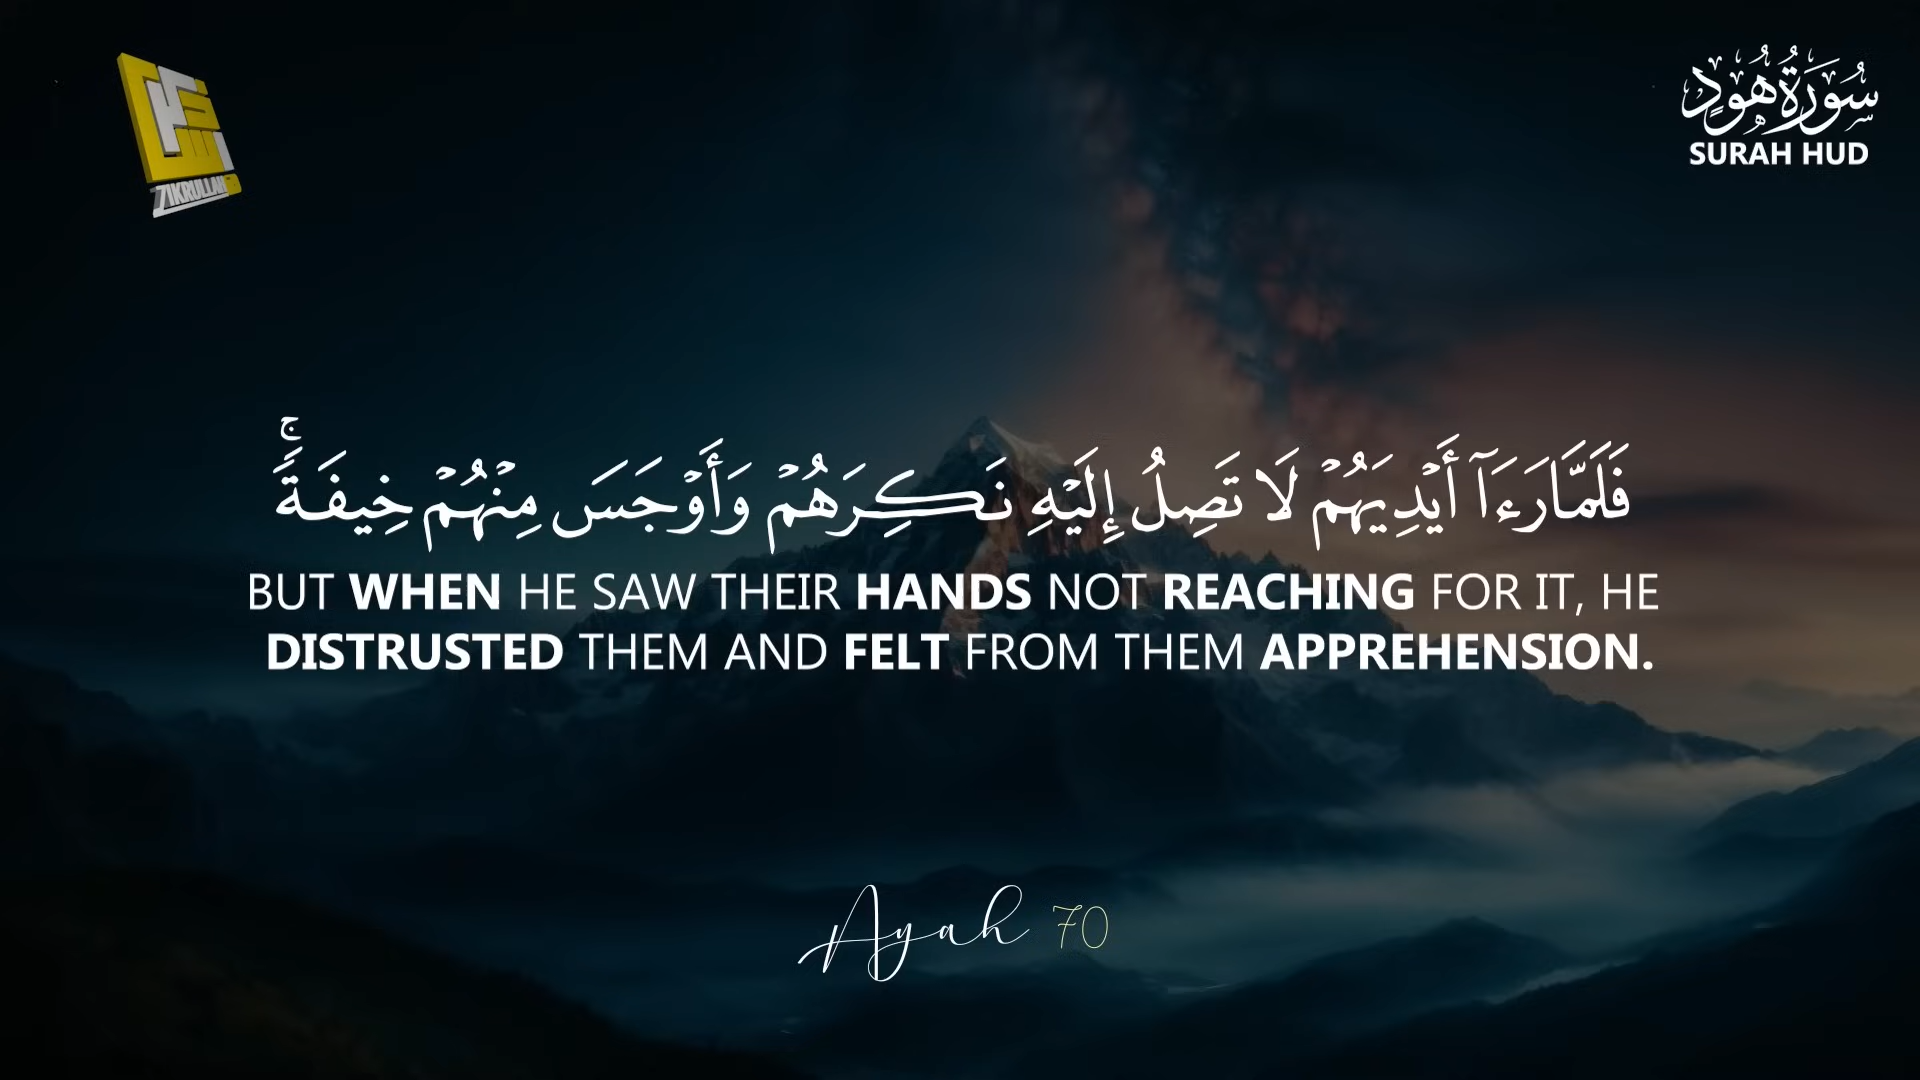 ZIKRULLAH
سُورَةُ هُودٍ
SURAH HUD
فَلَمَّا رَءَآ أَيْدِيَهُمْ لَا تَصِلُ إِلَيْهِ نَكِرَهُمْ وَأَوْجَسَ مِنْهُمْ خِيفَةًۚ
BUT WHEN HE SAW THEIR HANDS NOT REACHING FOR IT, HE
DISTRUSTED THEM AND FELT FROM THEM APPREHENSION.
Ayah 70